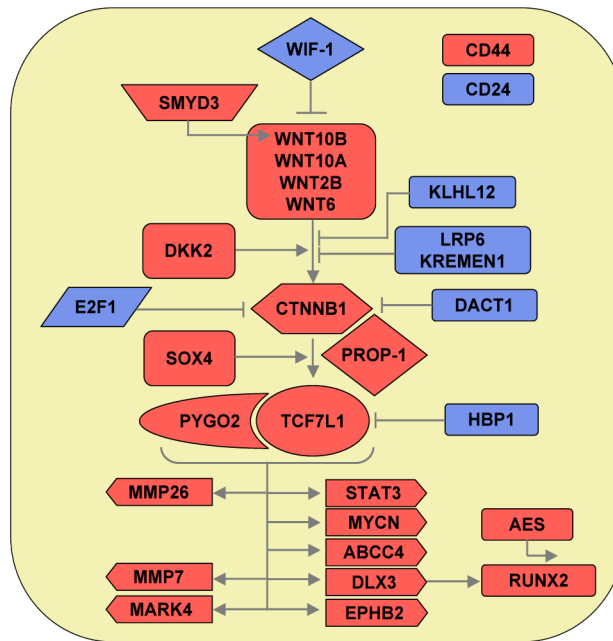 WIF-1
CD44
CD24
SMYD3
WNT10B
WNT10A
WNT2B
WNT6
KLHL12
DKK2
LRP6
KREMEN1
E2F1
CTNNB1
DACT1
SOX4
PROP-1
PYGO2
TCF7L1
HBP1
MMP26
STAT3
MYCN
AES
ABCC4
MMP7
DLX3
RUNX2
MARK4
EPHB2